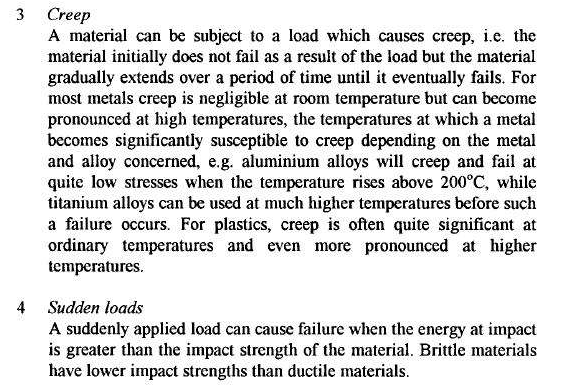 3 Creep
A material can be subject to a load which causes creep, i.e. the
material initially does not fail as a result of the load but the material
gradually extends over a period of time until it eventually fails. For
most metals creep is negligible at room temperature but can become
pronounced at high temperatures, the temperatures at which a metal
becomes significantly susceptible to creep depending on the metal
and alloy concerned, e.g. aluminium alloys will creep and fail at
quite low stresses when the temperature rises above 200°C, while
titanium alloys can be used at much higher temperatures before such
a failure occurs. For plastics, creep is often quite significant at
ordinary temperatures and even more pronounced at higher
temperatures.
4 Sudden loads
A suddenly applied load can cause failure when the energy at impact
is greater than the impact strength of the material. Brittle materials
have lower impact strengths than ductile materials.